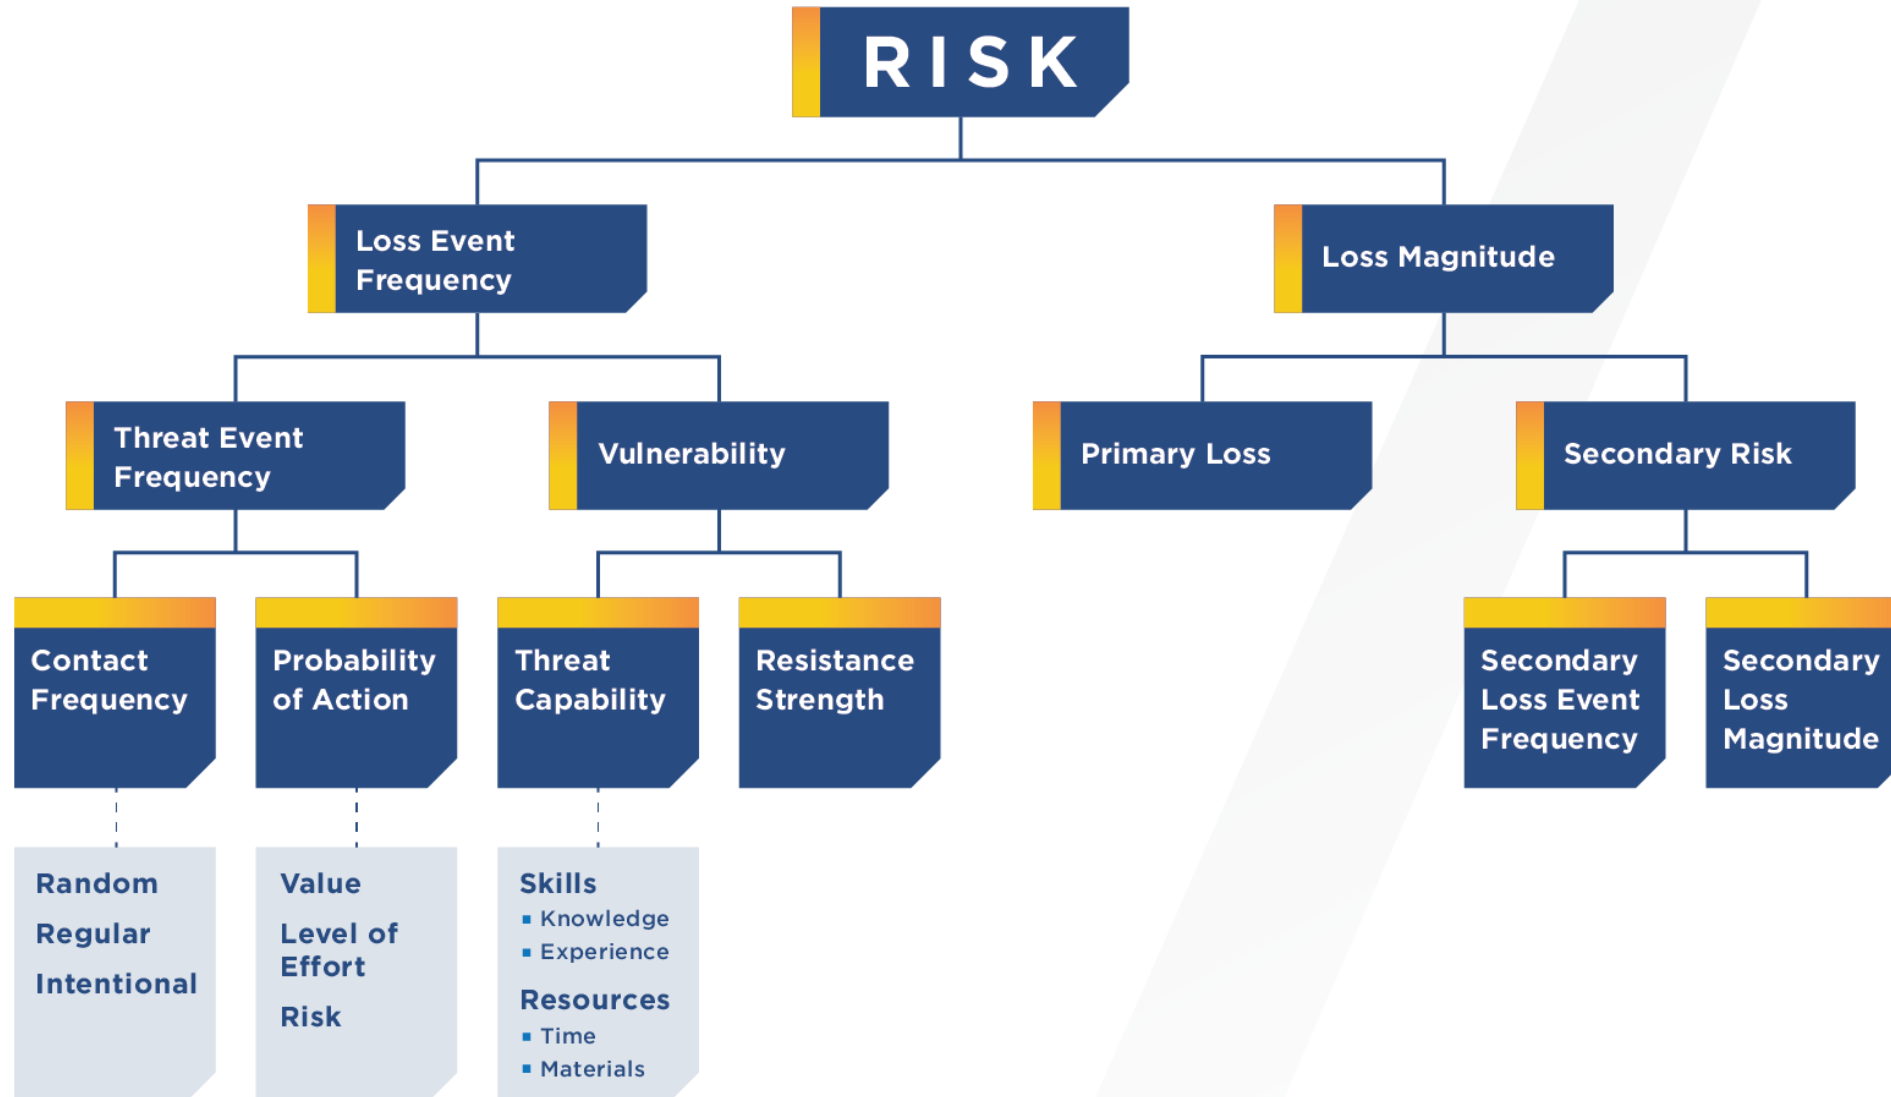 RISK
Loss Event
Frequency
Loss Magnitude
Threat Event
Frequency
Vulnerability
Primary Loss
Secondary Risk
Contact
Frequency
Probability
of Action
Threat
Capability
Resistance
Strength
Secondary
Loss Event
Frequency
Secondary
Loss
Magnitude
Random
Regular
Intentional
Value
Level of
Effort
Risk
Skills
Knowledge
Experience
Resources
Time
Materials